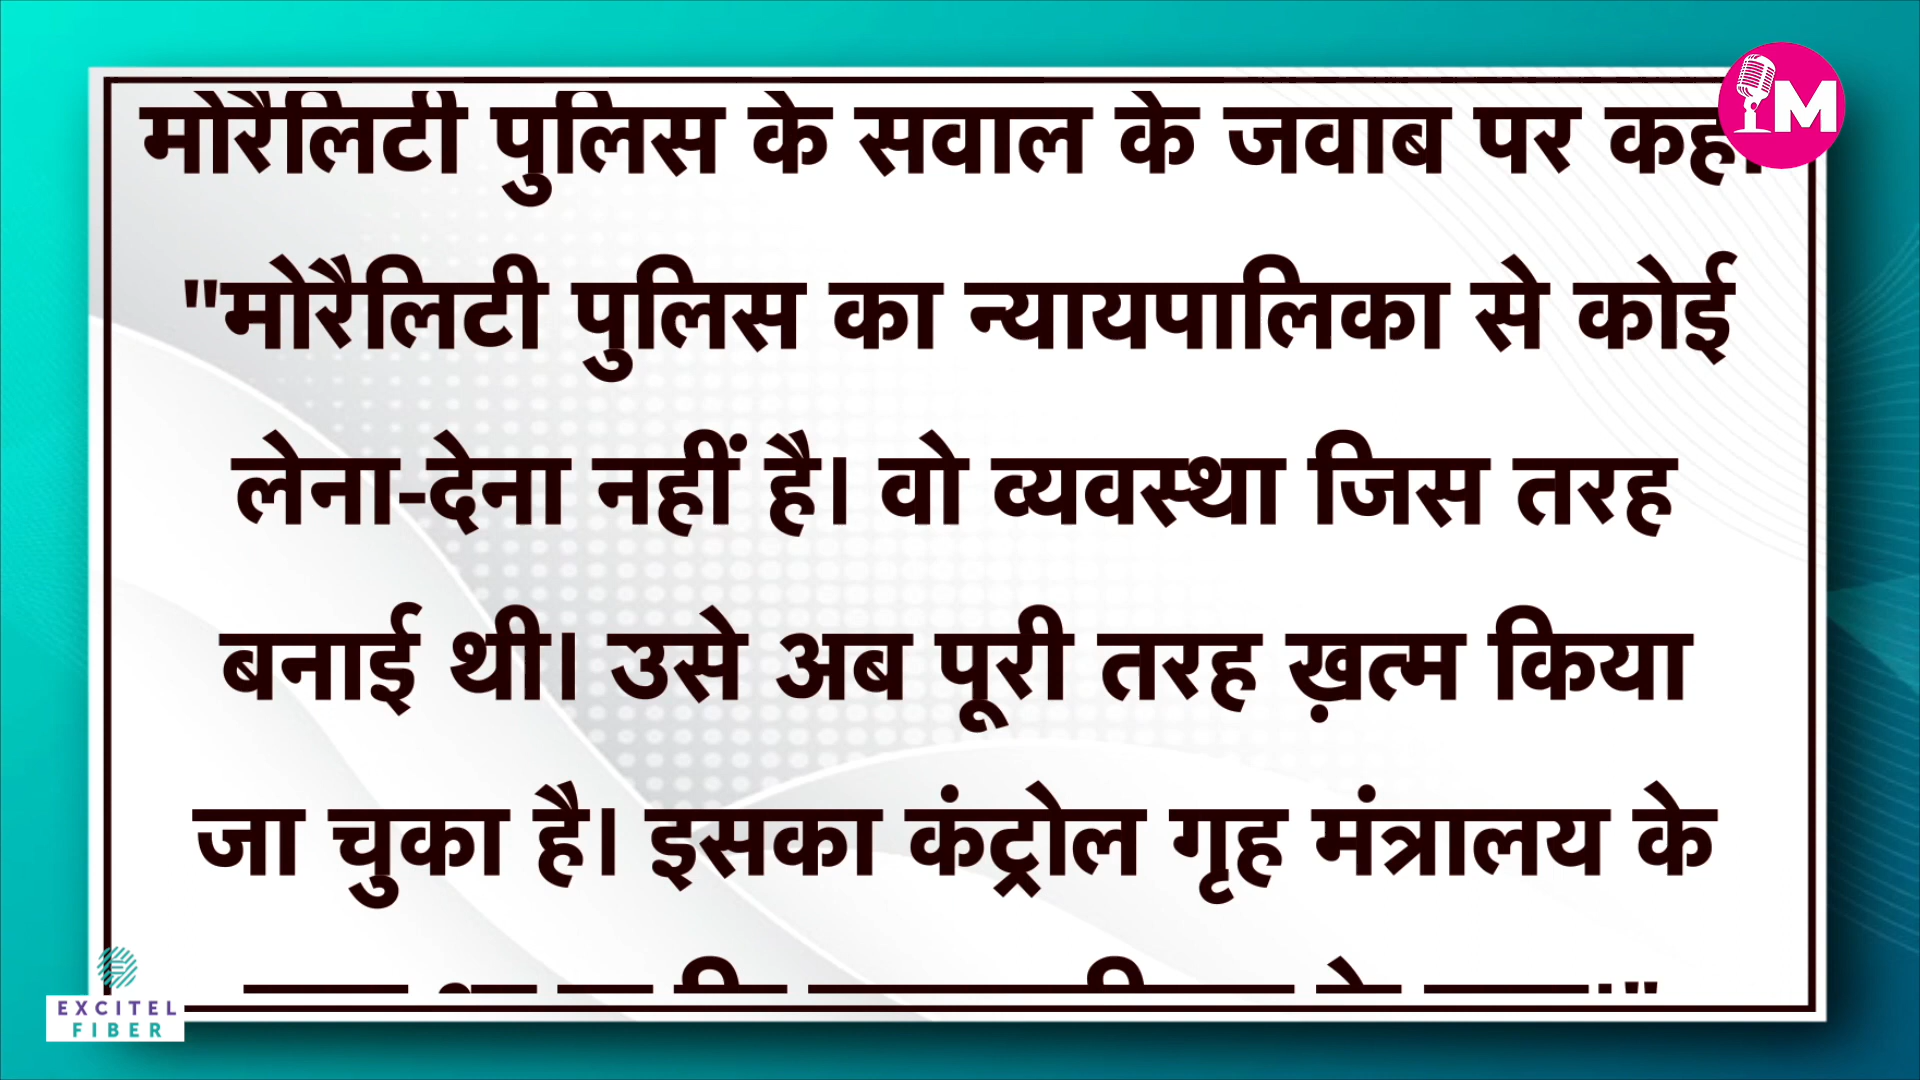 मोरैलिटी पुलिस के सवाल के जवाब पर कहा
"मोरैलिटी पुलिस का न्यायपालिका से कोई
लेना-देना नहीं है। वो व्यवस्था जिस तरह
बनाई थी। उसे अब पूरी तरह ख़त्म किया
जा चुका है। इसका कंट्रोल गृह मंत्रालय के
M
EXCITEL
FIBER